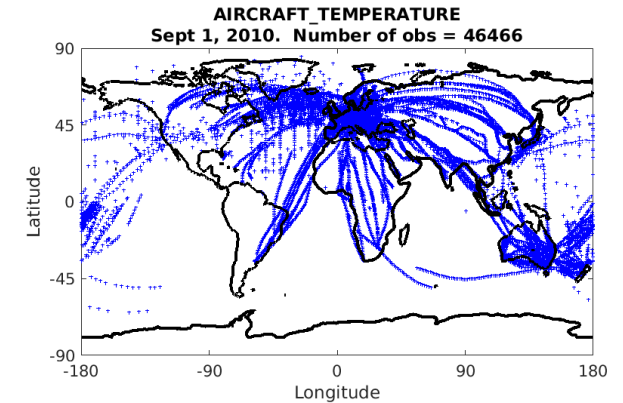 AIRCRAFT_TEMPERATURE
Sept 1, 2010. Number of obs = 46466
90
45
0
-45
-90
Latitude
-180 -90 0 90 180
Longitude